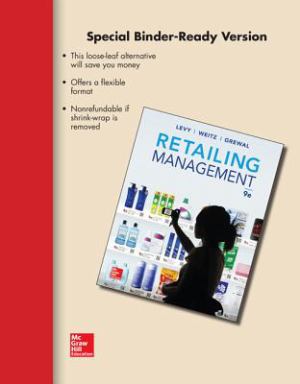 Special Binder-Ready Version
• This loose-leaf alternative
will save you money
• Offers a flexible
format
• Nonrefundable if
shrink-wrap is
removed
LEVY | WEITZ | GREWAL
RETAILING
MANAGEMENT
9e
Mc
Graw
Hill
Education